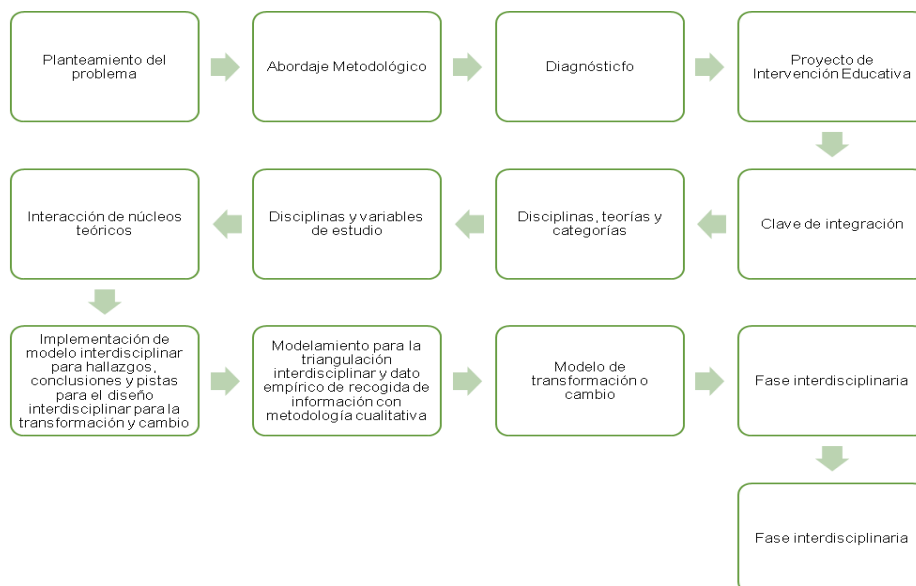 Planteamiento del
problema
Abordaje Metodológico
Diagnósticfo
Proyecto de
Intervención Educativa
Clave de integración
Disciplinas, teorías y
categorías
Disciplinas y variables
de estudio
Interacción de núcleos
teóricos
Implementación de
modelo interdisciplinar
para hallazgos,
conclusiones y pistas
para el diseño
interdisciplinar para la
transformación y cambio
Modelamiento para la
triangulación
interdisciplinar y dato
empírico de recogida de
información con
metodología cualitativa
Modelo de
transformación o
cambio
Fase interdisciplinaria
Fase interdisciplinaria